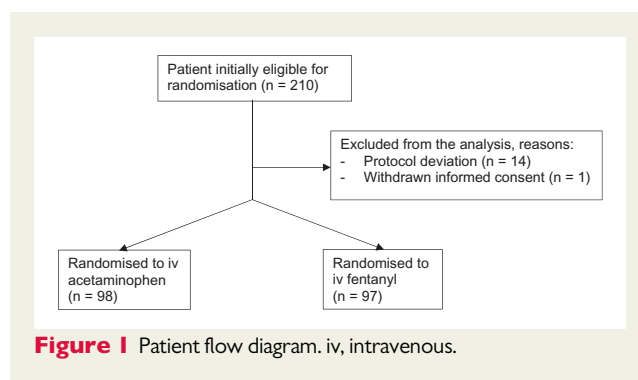 Patient initially eligible for
randomisation (n = 210)
Excluded from the analysis, reasons:
- Protocol deviation (n = 14)
- Withdrawn informed consent (n = 1)
Randomised to iv
acetaminophen
(n = 98)
Randomised to
iv fentanyl
(n = 97)
Figure 1 Patient flow diagram. iv, intravenous.